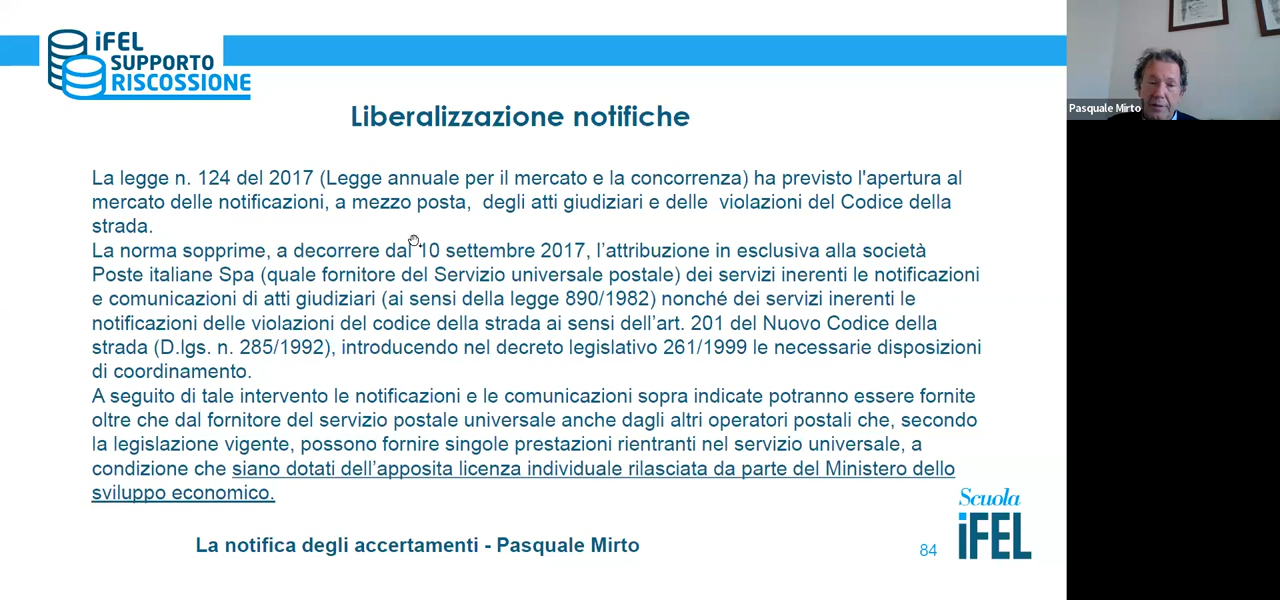 iFEL
SUPPORTO
RISCOSSIONE
Liberalizzazione notifiche
La legge n. 124 del 2017 (Legge annuale per il mercato e la concorrenza) ha previsto l'apertura al
mercato delle notificazioni, a mezzo posta, degli atti giudiziari e delle violazioni del Codice della
strada.
La norma sopprime, a decorrere dal 10 settembre 2017, l’attribuzione in esclusiva alla società
Poste italiane Spa (quale fornitore del Servizio universale postale) dei servizi inerenti le notificazioni
e comunicazioni di atti giudiziari (ai sensi della legge 890/1982) nonché dei servizi inerenti le
notificazioni delle violazioni del codice della strada ai sensi dell’art. 201 del Nuovo Codice della
strada (D.lgs. n. 285/1992), introducendo nel decreto legislativo 261/1999 le necessarie disposizioni
di coordinamento.
A seguito di tale intervento le notificazioni e le comunicazioni sopra indicate potranno essere fornite
oltre che dal fornitore del servizio postale universale anche dagli altri operatori postali che, secondo
la legislazione vigente, possono fornire singole prestazioni rientranti nel servizio universale, a
condizione che siano dotati dell’apposita licenza individuale rilasciata da parte del Ministero dello
sviluppo economico.
La notifica degli accertamenti - Pasquale Mirto
84
Scuola
iFEL
Pasquale Mirto